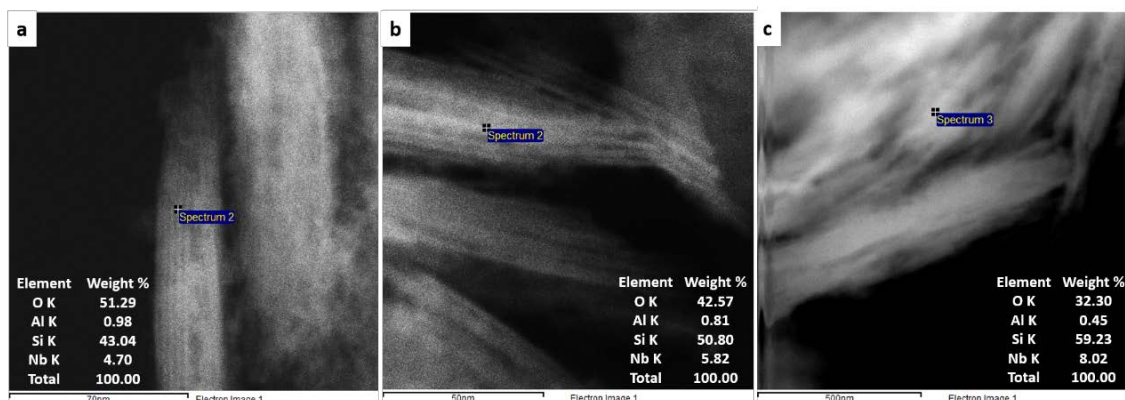 a
Spectrum 2
Element Weight %
O K 51.29
Al K 0.98
Si K 43.04
Nb K 4.70
Total 100.00
70nm Electron Image 1
b
Spectrum 2
Element Weight %
O K 42.57
Al K 0.81
Si K 50.80
Nb K 5.82
Total 100.00
50nm Electron Image 1
c
Spectrum 3
Element Weight %
O K 32.30
Al K 0.45
Si K 59.23
Nb K 8.02
Total 100.00
500nm Electron Image 1